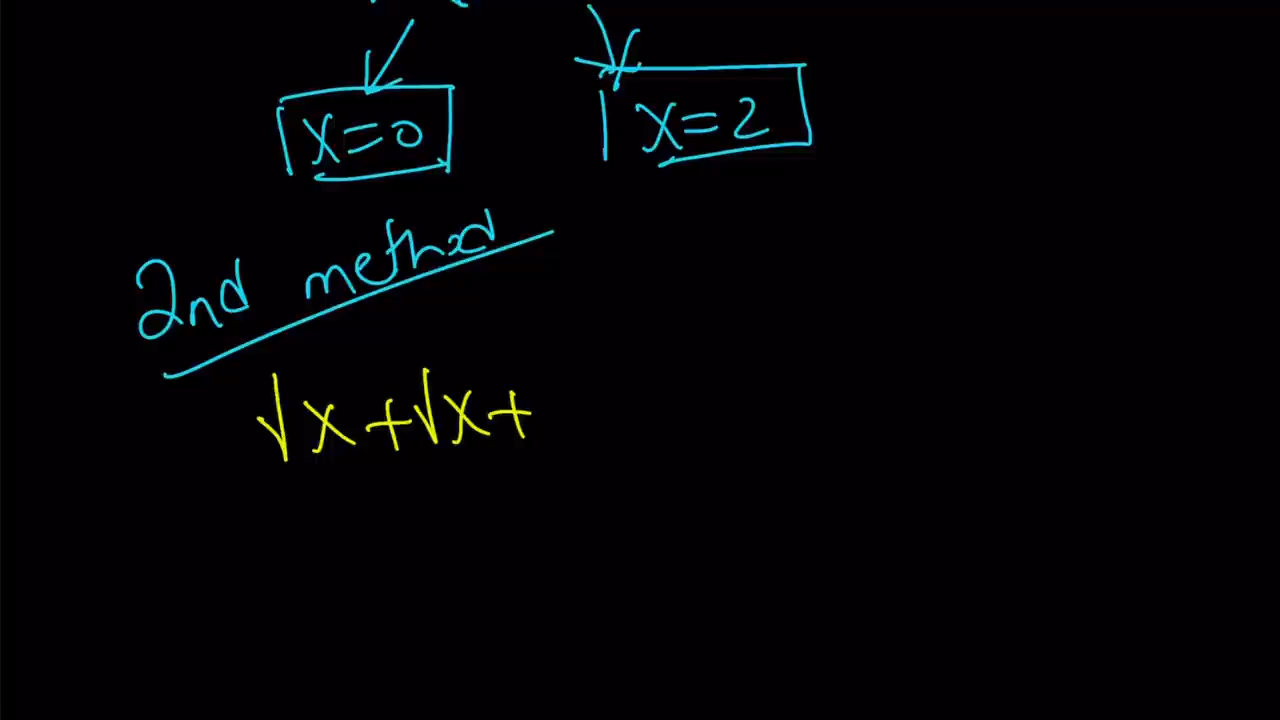 x=0 x=2
2nd method
√x+√x+